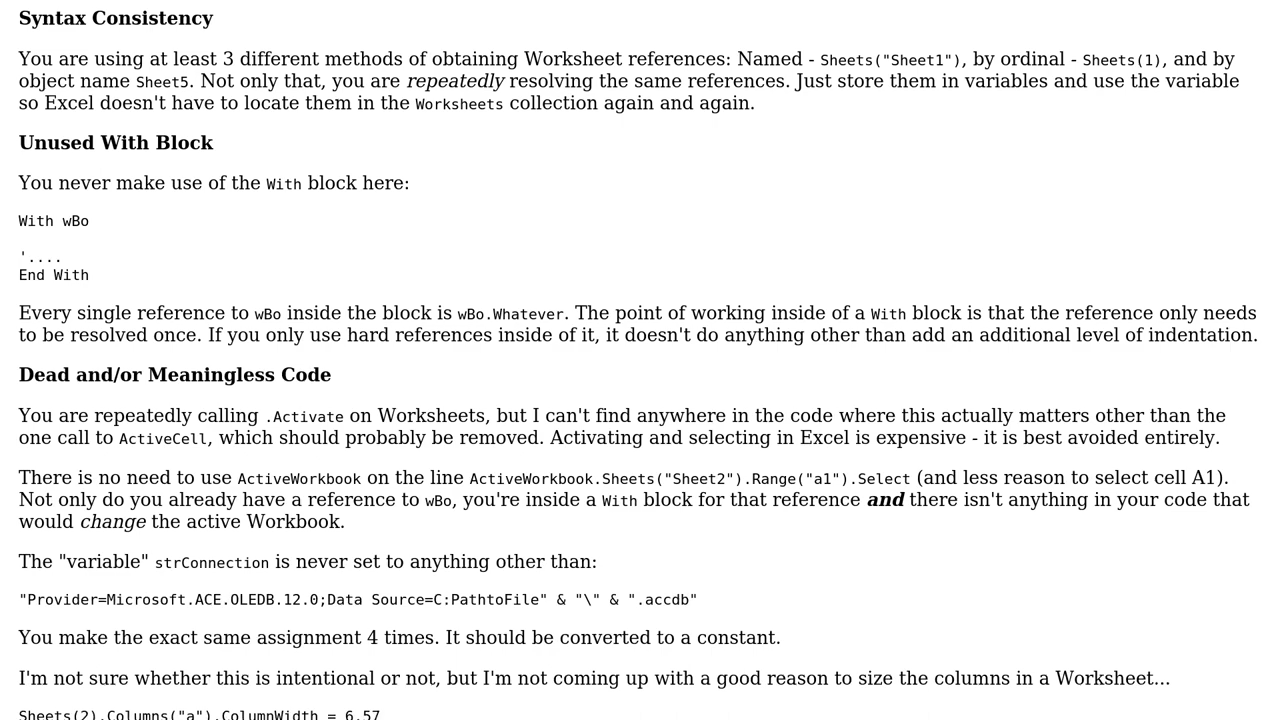 Syntax Consistency
You are using at least 3 different methods of obtaining Worksheet references: Named - Sheets("Sheet1"), by ordinal - Sheets(1), and by
object name Sheet5. Not only that, you are repeatedly resolving the same references. Just store them in variables and use the variable
so Excel doesn't have to locate them in the Worksheets collection again and again.
Unused With Block
You never make use of the With block here:
With wBo
'....
End With
Every single reference to wBo inside the block is wBo.Whatever. The point of working inside of a With block is that the reference only needs
to be resolved once. If you only use hard references inside of it, it doesn't do anything other than add an additional level of indentation.
Dead and/or Meaningless Code
You are repeatedly calling .Activate on Worksheets, but I can't find anywhere in the code where this actually matters other than the
one call to ActiveCell, which should probably be removed. Activating and selecting in Excel is expensive - it is best avoided entirely.
There is no need to use ActiveWorkbook on the line ActiveWorkbook.Sheets("Sheet2").Range("a1").Select (and less reason to select cell A1).
Not only do you already have a reference to wBo, you're inside a With block for that reference and there isn't anything in your code that
would change the active Workbook.
The "variable" strConnection is never set to anything other than:
"Provider=Microsoft.ACE.OLEDB.12.0;Data Source=C:PathtoFile" & "\" & ".accdb"
You make the exact same assignment 4 times. It should be converted to a constant.
I'm not sure whether this is intentional or not, but I'm not coming up with a good reason to size the columns in a Worksheet...
Sheets(2).Columns("a").ColumnWidth = 6.57